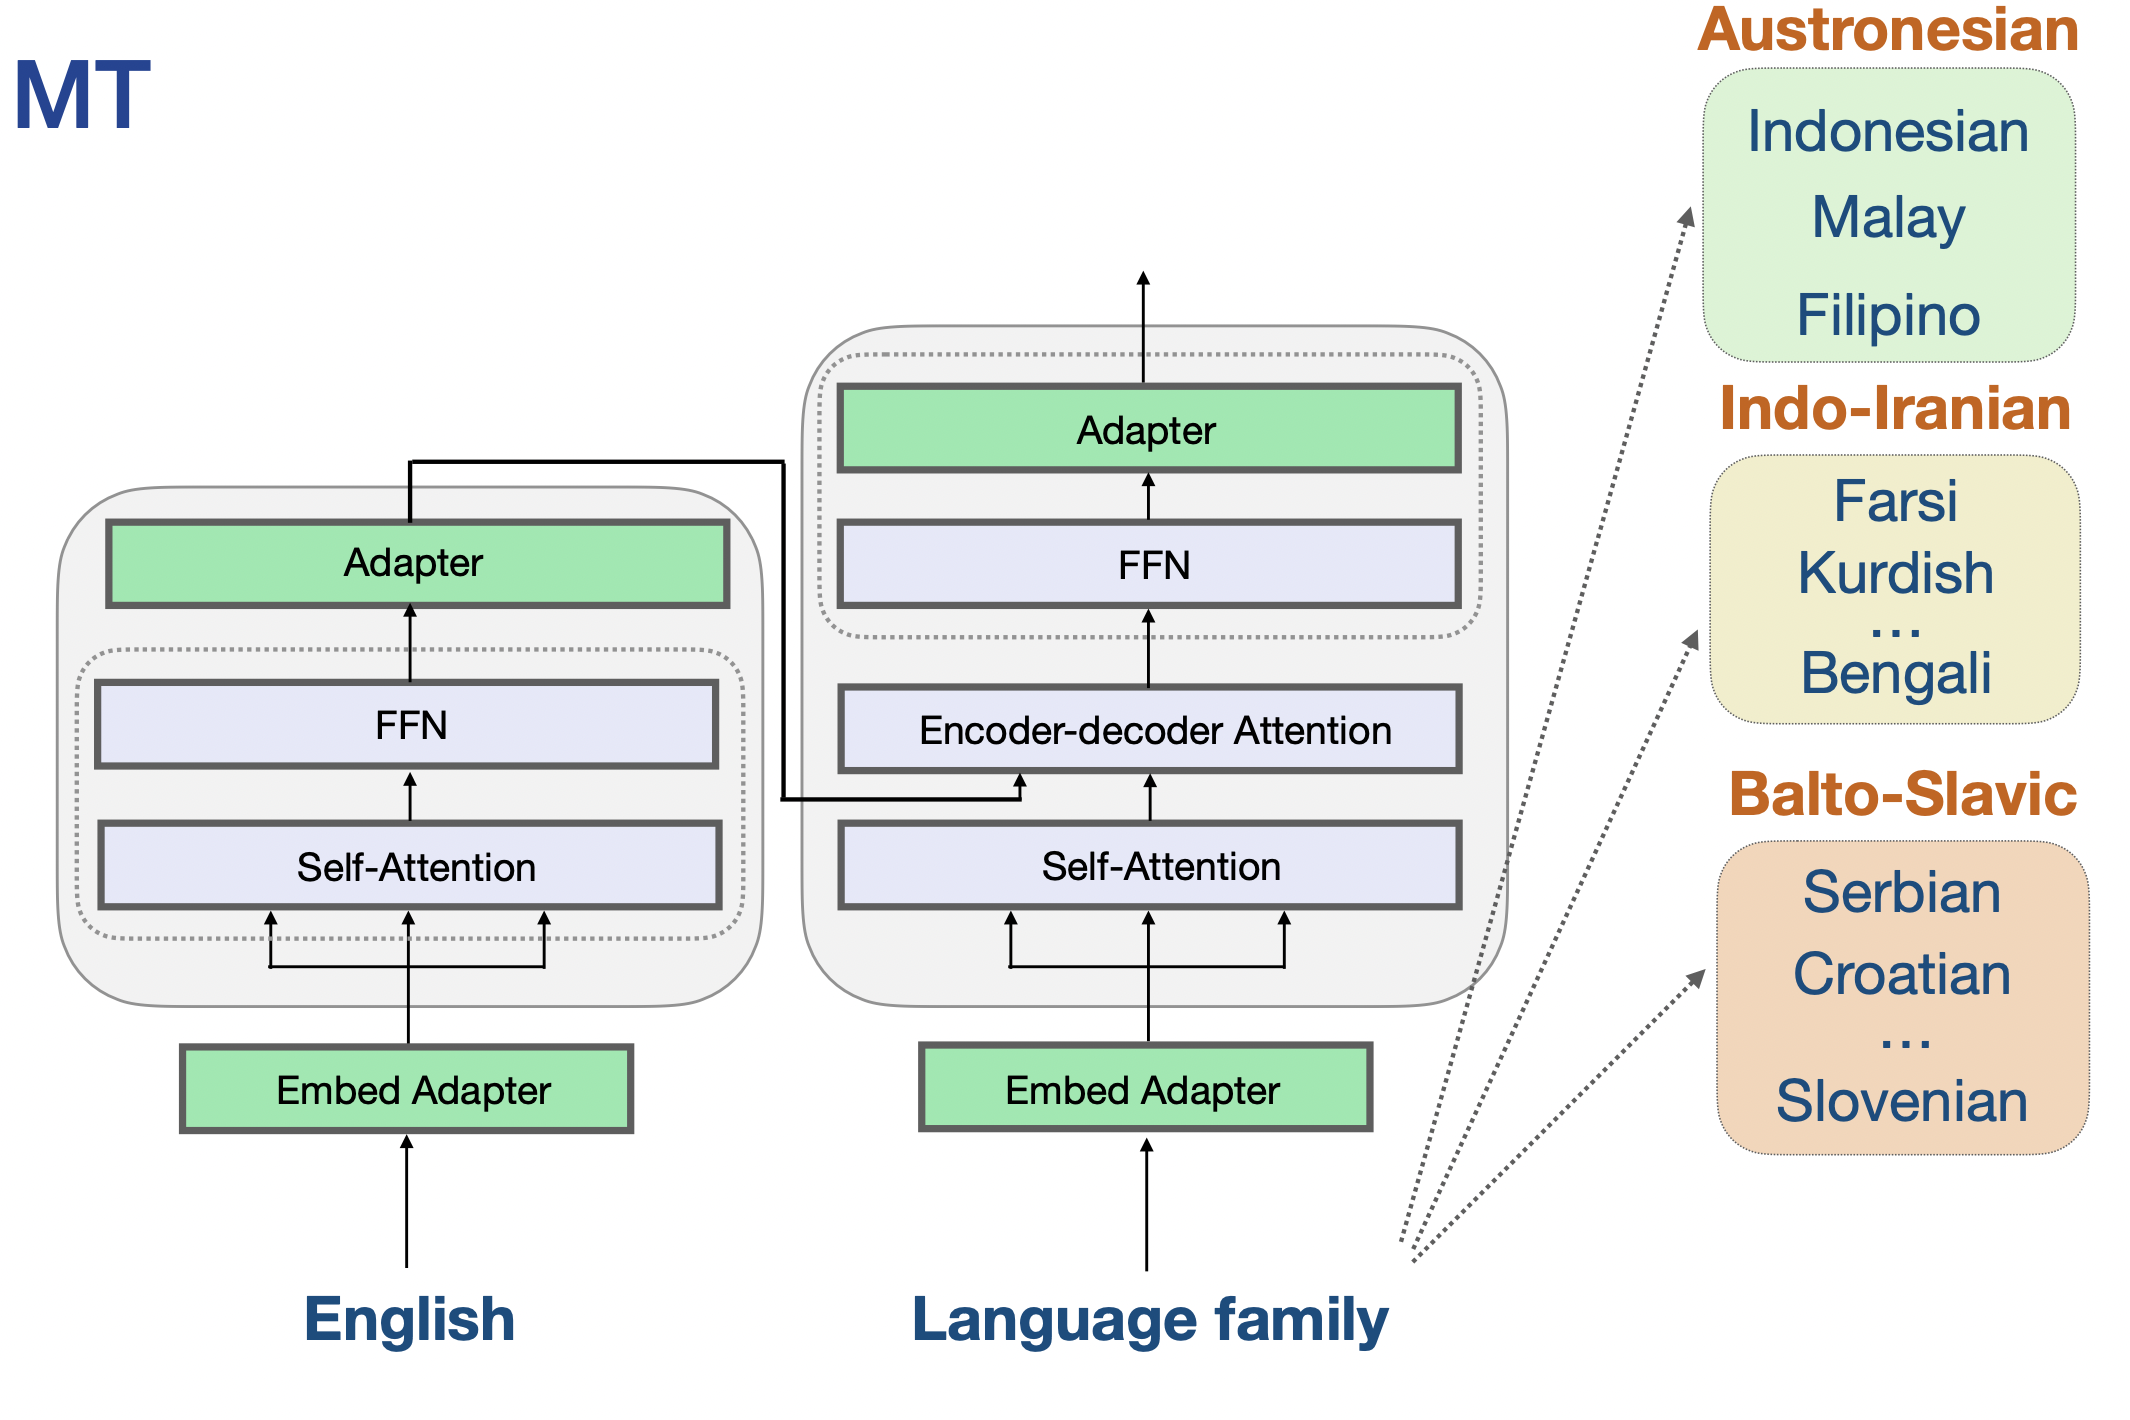 MT
Adapter
FFN
Self-Attention
Embed Adapter
English
Adapter
FFN
Encoder-decoder Attention
Self-Attention
Embed Adapter
Language family
Austronesian
Indonesian
Malay
Filipino
Indo-Iranian
Farsi
Kurdish
...
Bengali
Balto-Slavic
Serbian
Croatian
...
Slovenian